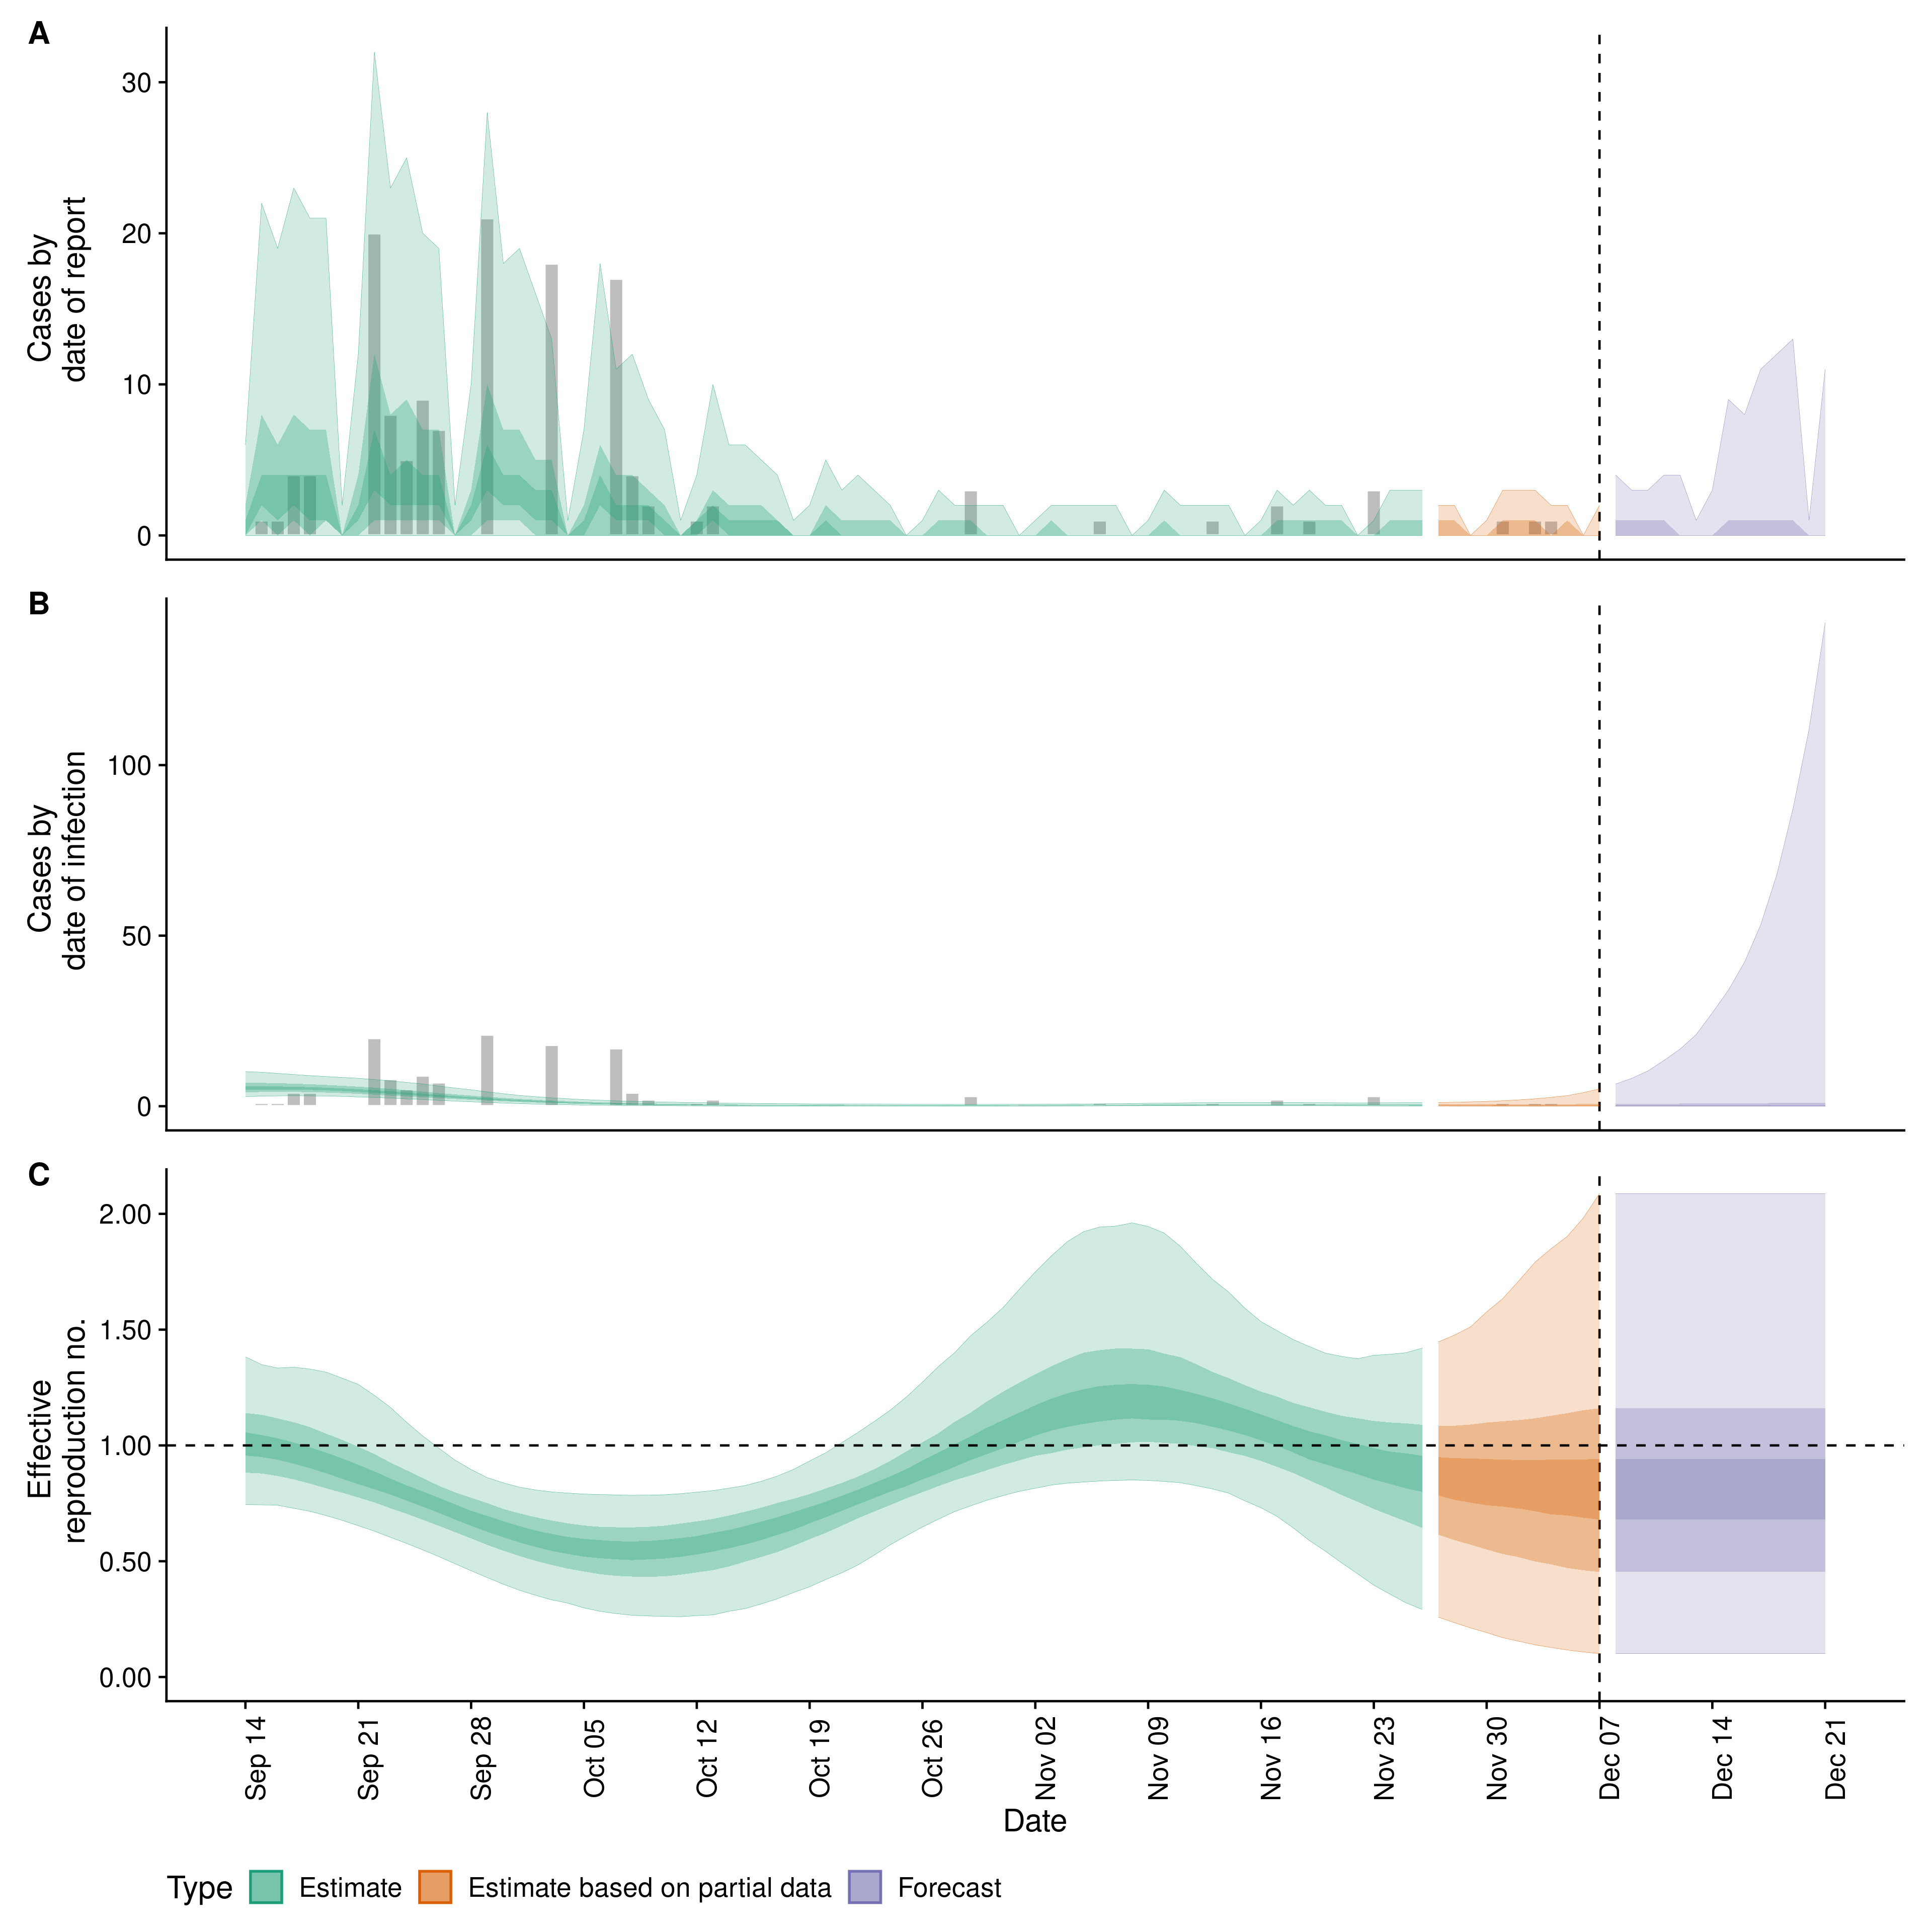 A
30
20
10
0
Cases by
date of report
B
100
50
0
Cases by
date of infection
C
2.00
1.50
1.00
0.50
0.00
Effective
reproduction no.
Sep 14
Sep 21
Sep 28
Oct 05
Oct 12
Oct 19
Oct 26
Nov 02
Nov 09
Nov 16
Nov 23
Nov 30
Dec 07
Dec 14
Dec 21
Date
Type Estimate Estimate based on partial data Forecast